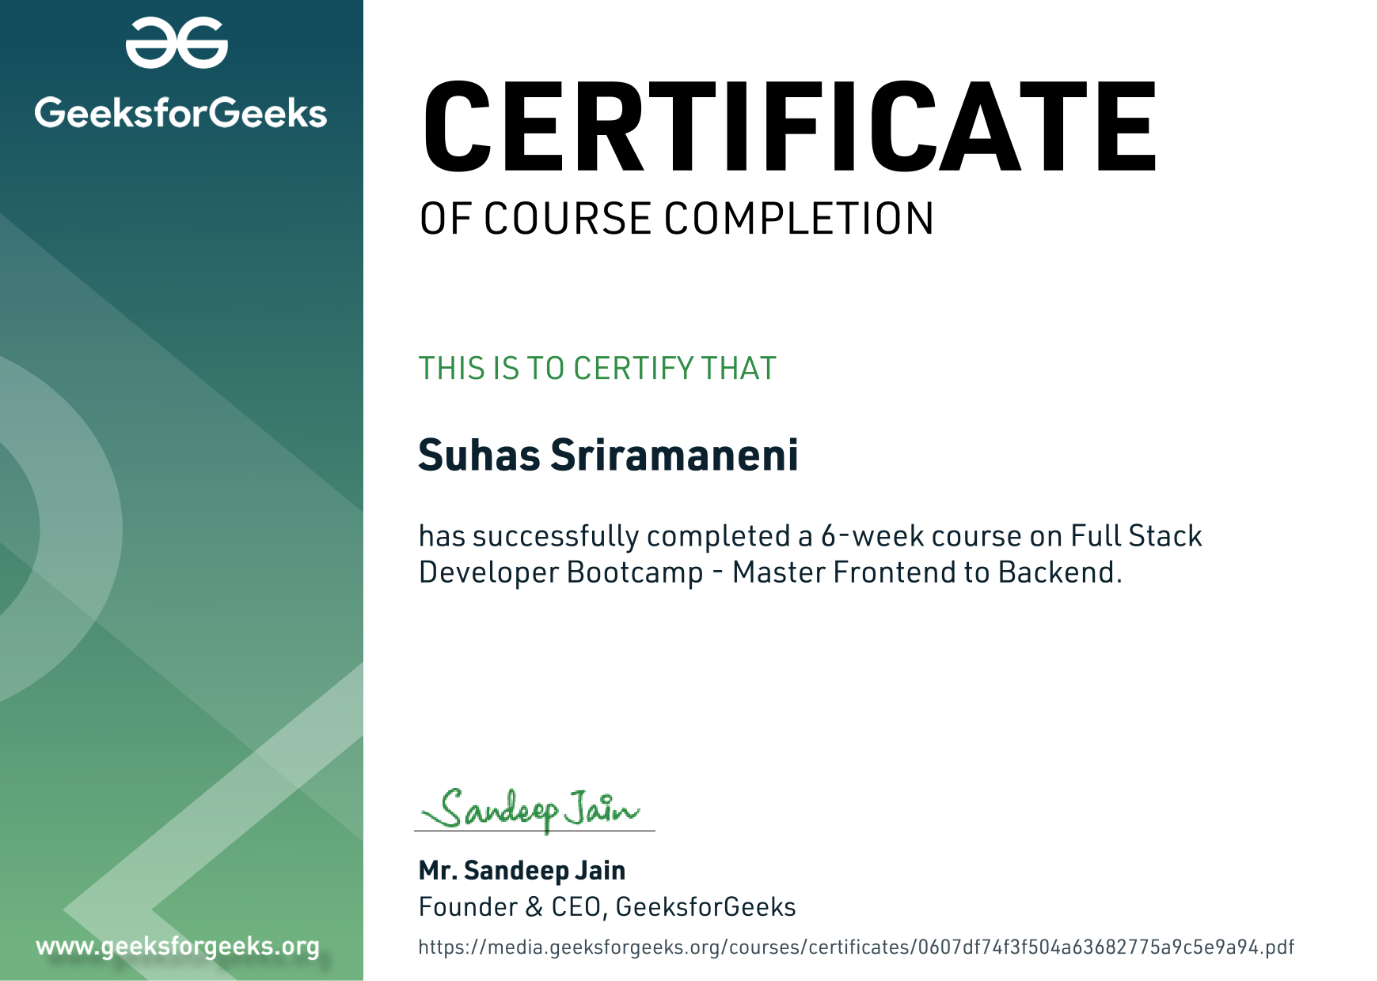 GeeksforGeeks
CERTIFICATE
OF COURSE COMPLETION
THIS IS TO CERTIFY THAT
Suhas Sriramaneni
has successfully completed a 6-week course on Full Stack
Developer Bootcamp - Master Frontend to Backend.
Sandeep Jain
Mr. Sandeep Jain
Founder & CEO, GeeksforGeeks
https://media.geeksforgeeks.org/courses/certificates/0607df74f3f504a63682775a9c5e9a94.pdf
www.geeksforgeeks.org